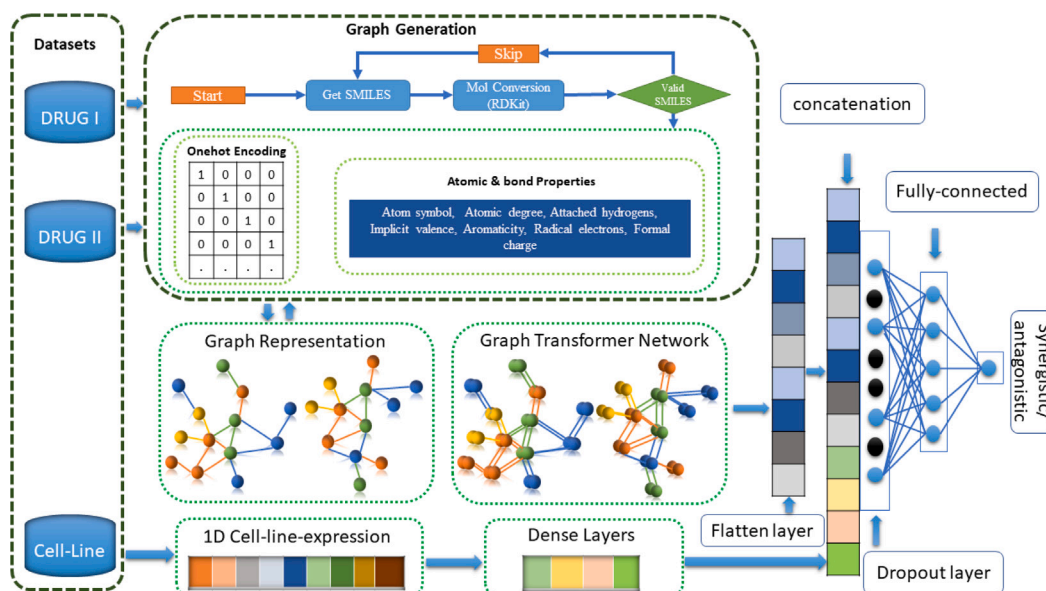 Datasets
DRUG I
DRUG II
Cell-Line
Graph Generation
Skip
Start
Get SMILES
Mol Conversion
(RDKit)
Valid
SMILES
Onehot Encoding
1 0 0 0
0 1 0 0
0 0 1 0
0 0 0 1
. . . .
Atomic & bond Properties
Atom symbol, Atomic degree, Attached hydrogens,
Implicit valence, Aromaticity, Radical electrons, Formal
charge
Graph Representation
Graph Transformer Network
1D Cell-line-expression
Dense Layers
Flatten layer
concatenation
Fully-connected
Dropout layer
Synergistic/
antagonistic